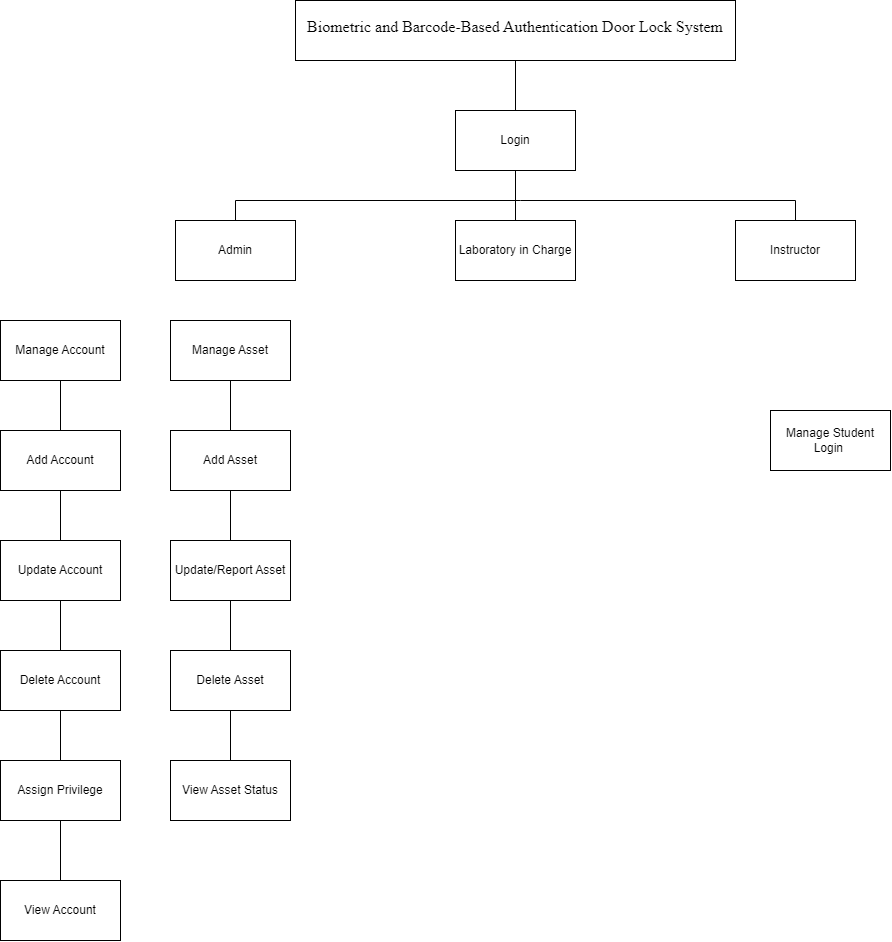 Biometric and Barcode-Based Authentication Door Lock System
Login
Admin
Laboratory in Charge
Instructor
Manage Account
Manage Asset
Manage Student
Login
Add Account
Add Asset
Update Account
Update/Report Asset
Delete Account
Delete Asset
Assign Privilege
View Asset Status
View Account